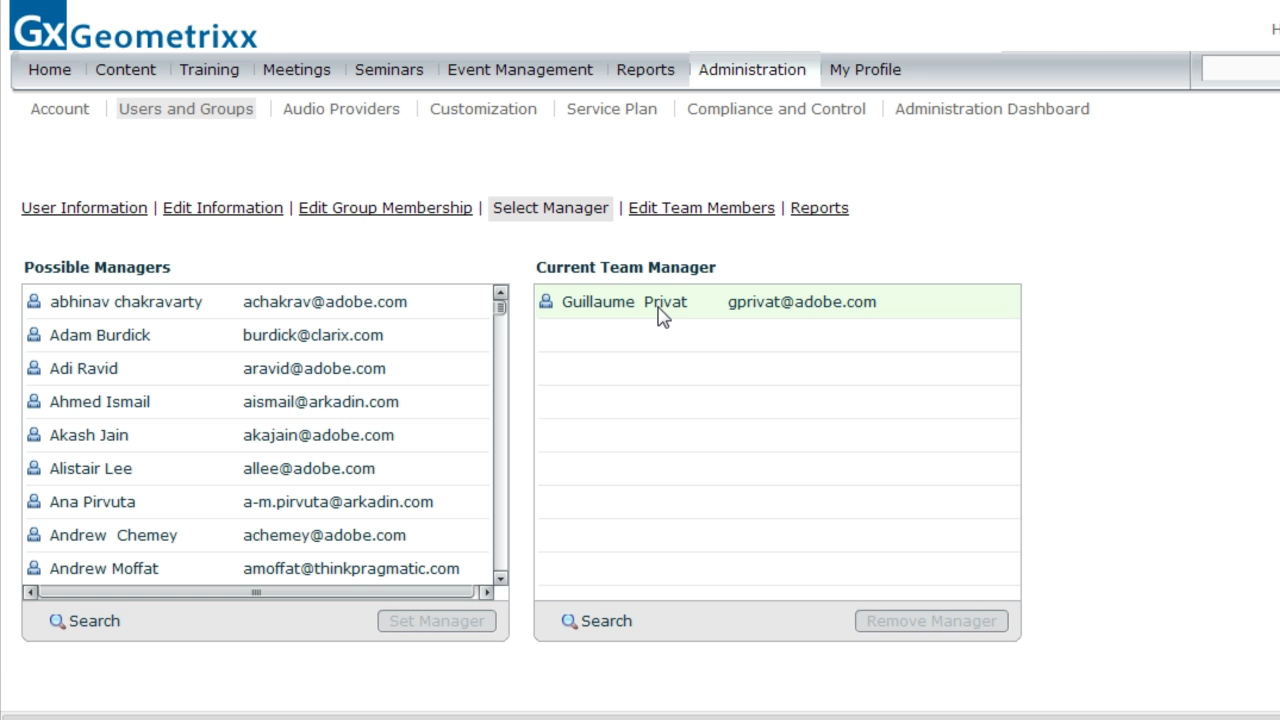 Gx Geometrixx
H
Home Content Training Meetings Seminars Event Management Reports Administration My Profile
Account Users and Groups Audio Providers Customization Service Plan Compliance and Control Administration Dashboard
User Information | Edit Information | Edit Group Membership | Select Manager | Edit Team Members | Reports
Possible Managers Current Team Manager
abhinav chakravarty achakrav@adobe.com Guillaume Privat gprivat@adobe.com
Adam Burdick burdick@clarix.com
Adi Ravid aravid@adobe.com
Ahmed Ismail aismail@arkadin.com
Akash Jain akajain@adobe.com
Alistair Lee allee@adobe.com
Ana Pirvuta a-m.pirvuta@arkadin.com
Andrew Chemey achemey@adobe.com
Andrew Moffat amoffat@thinkpragmatic.com
Search Set Manager Search Remove Manager